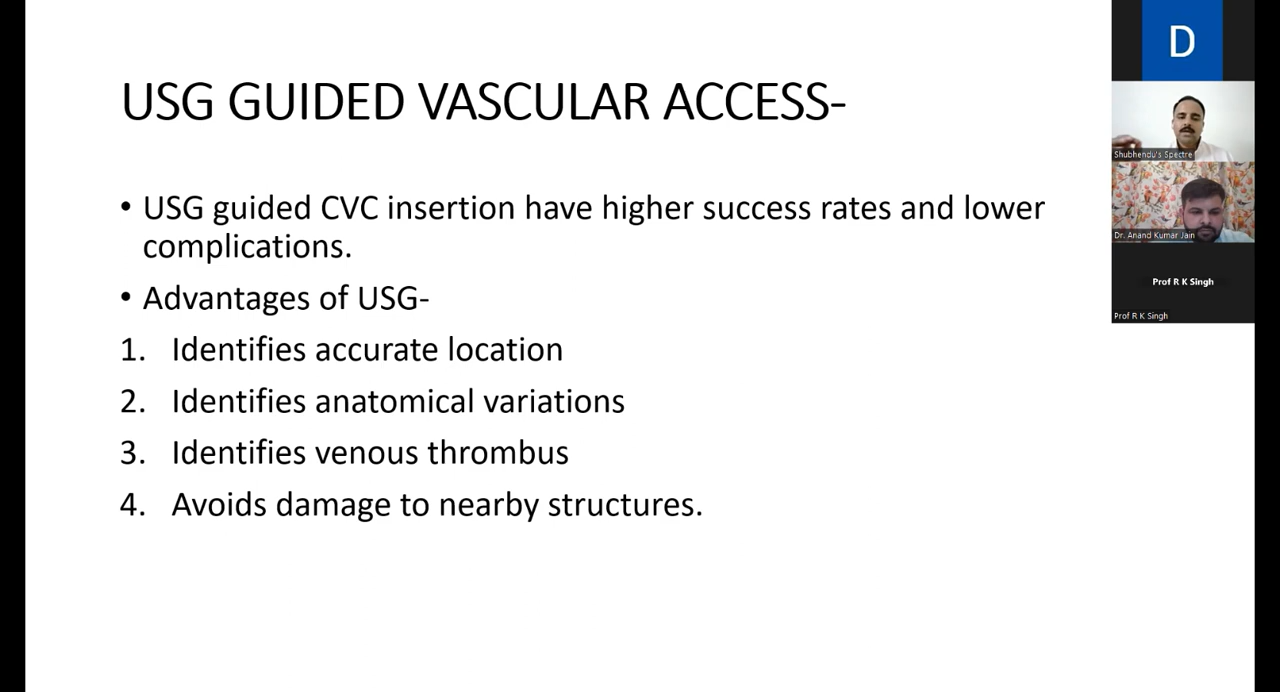 USG GUIDED VASCULAR ACCESS-
• USG guided CVC insertion have higher success rates and lower
complications.
• Advantages of USG-
1. Identifies accurate location
2. Identifies anatomical variations
3. Identifies venous thrombus
4. Avoids damage to nearby structures.
D
Shubhendu's Spectre
Dr. Anand Kumar Jain
Prof R K Singh
Prof R K Singh